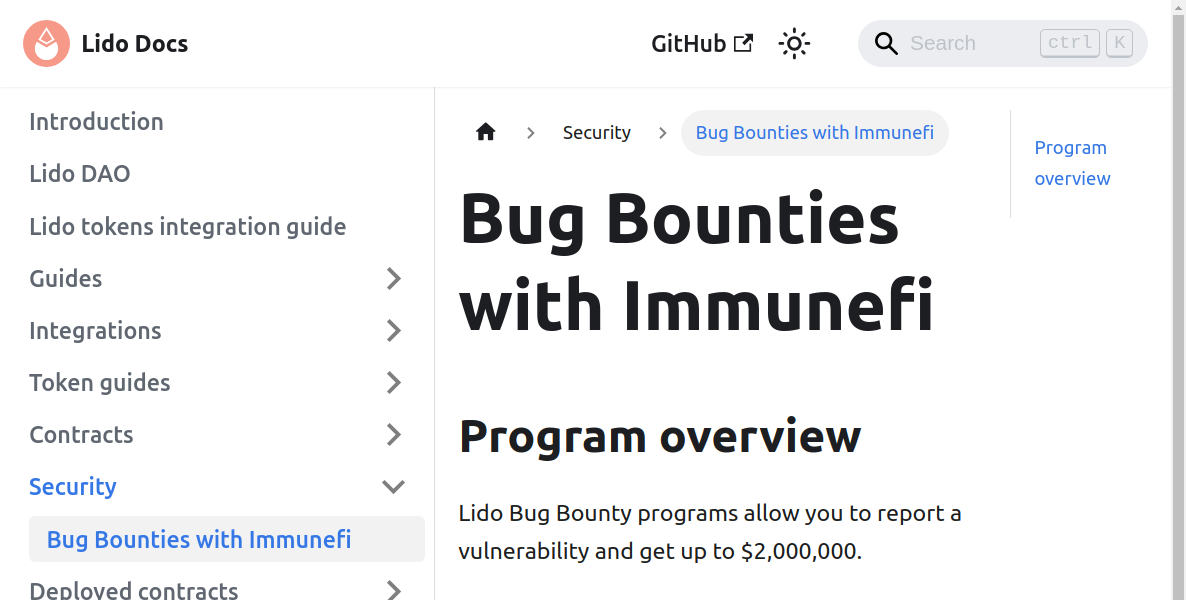 Lido Docs
GitHub
Search
ctrl K
Introduction
Lido DAO
Lido tokens integration guide
Guides
Integrations
Token guides
Contracts
Security
Bug Bounties with Immunefi
Deployed contracts
Security
Bug Bounties with Immunefi
Bug Bounties
with Immunefi
Program overview
Lido Bug Bounty programs allow you to report a
vulnerability and get up to $2,000,000.
Program
overview